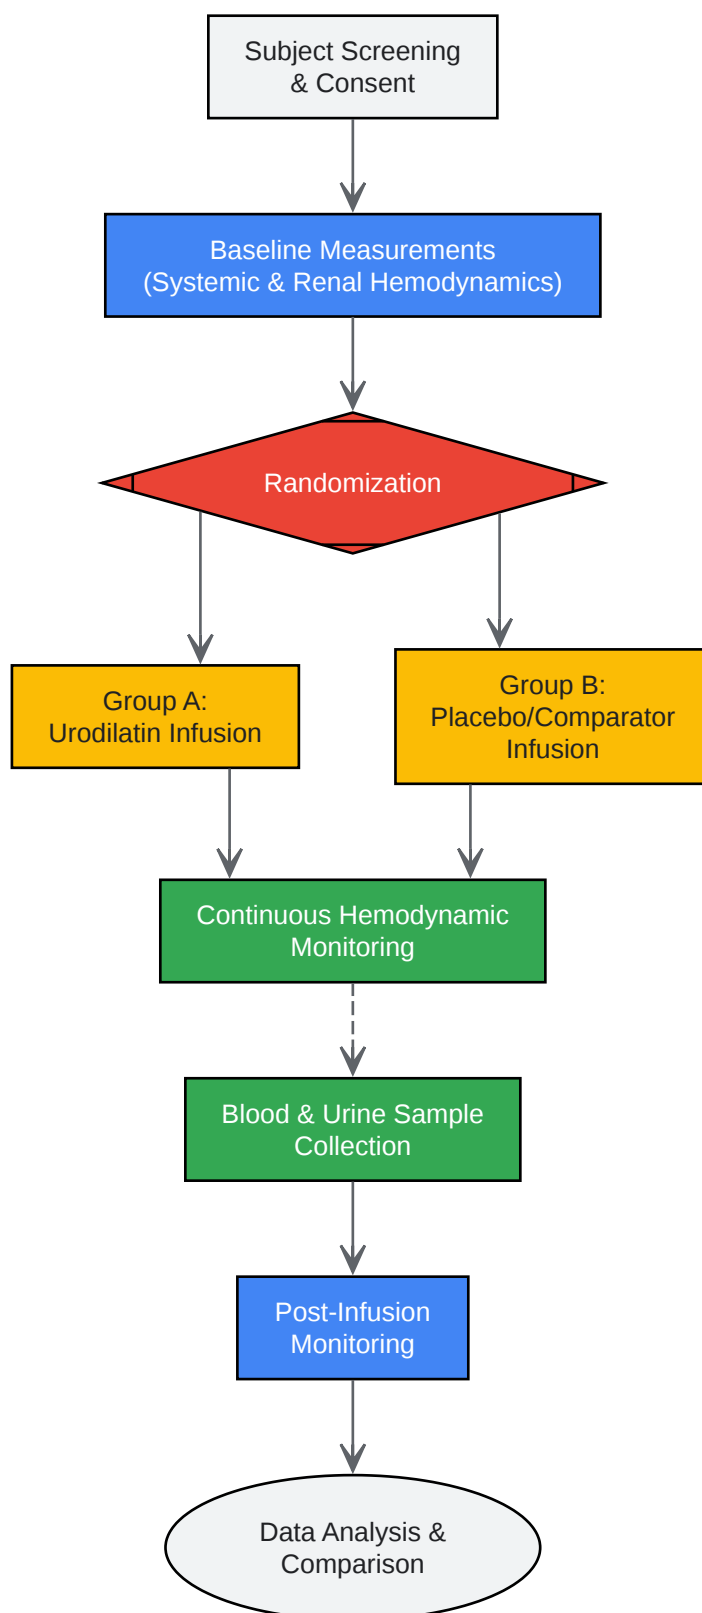 Subject Screening
& Consent
Baseline Measurements
(Systemic & Renal Hemodynamics)
Randomization
Group A:
Urodilatin Infusion
Group B:
Placebo/Comparator
Infusion
Continuous Hemodynamic
Monitoring
Blood & Urine Sample
Collection
Post-Infusion
Monitoring
Data Analysis &
Comparison